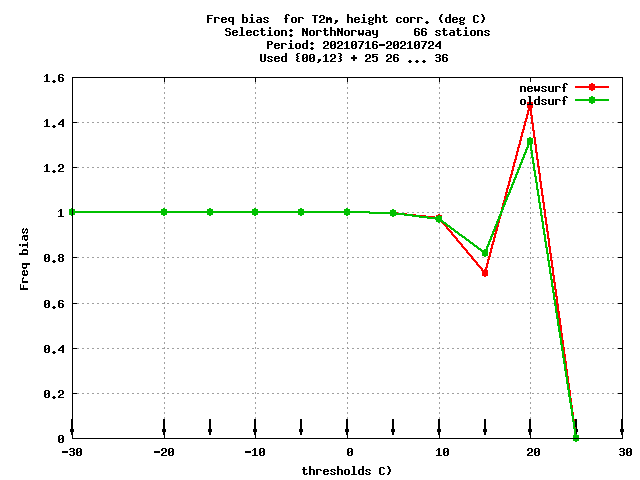 Freq bias  for T2m, height corr. (deg C)
Selection: NorthNorway     66 stations
Period: 20210716-20210724
Used {00,12} + 25 26 ... 36
newsurf
oldsurf
Freq bias
1.6
1.4
1.2
1
0.8
0.6
0.4
0.2
0
-30 -20 -10 0 10 20 30
thresholds C)